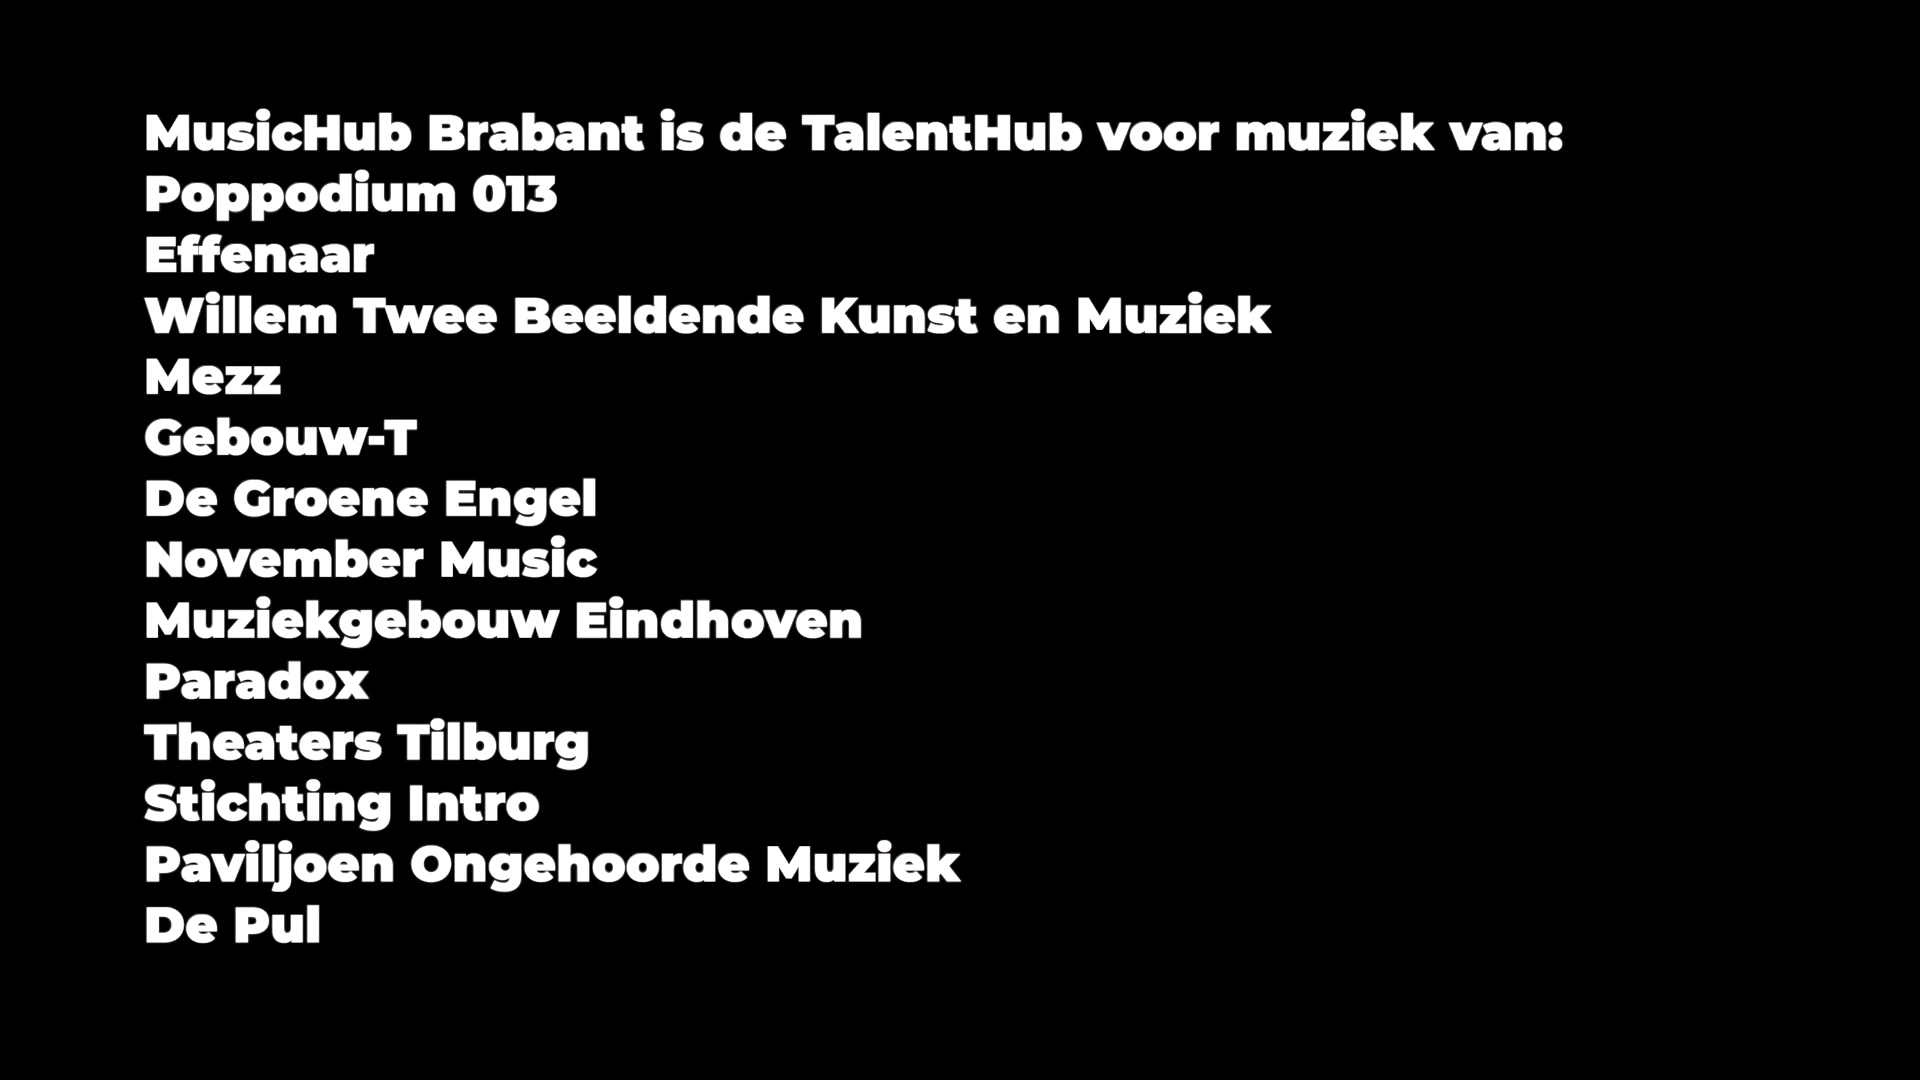 MusicHub Brabant is de TalentHub voor muziek van:
Poppodium 013
Effenaar
Willem Twee Beeldende Kunst en Muziek
Mezz
Gebouw-T
De Groene Engel
November Music
Muziekgebouw Eindhoven
Paradox
Theaters Tilburg
Stichting Intro
Paviljoen Ongehoorde Muziek
De Pul